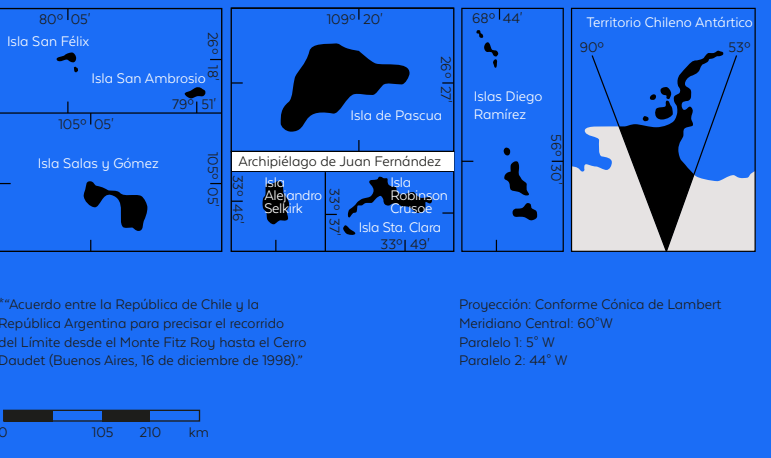 80° 05'
Isla San Félix
26° 18'
Isla San Ambrosio
79° 51'
105° 05'
Isla Salas y Gómez
105° 05'
109° 20'
26° 27'
Isla de Pascua
Archipiélago de Juan Fernández
33° 46'
Isla
Alejandro
Selkirk
33° 37'
Isla
Robinson
Crusoe
Isla Sta. Clara
33° 49'
68° 44'
Islas Diego
Ramírez
56° 30'
Territorio Chileno Antártico
90°
53°
*"Acuerdo entre la República de Chile y la
República Argentina para precisar el recorrido
del Límite desde el Monte Fitz Roy hasta el Cerro
Daudet (Buenos Aires, 16 de diciembre de 1998)."
Proyección: Conforme Cónica de Lambert
Meridiano Central: 60°W
Paralelo 1: 5° W
Paralelo 2: 44° W
0 105 210 km